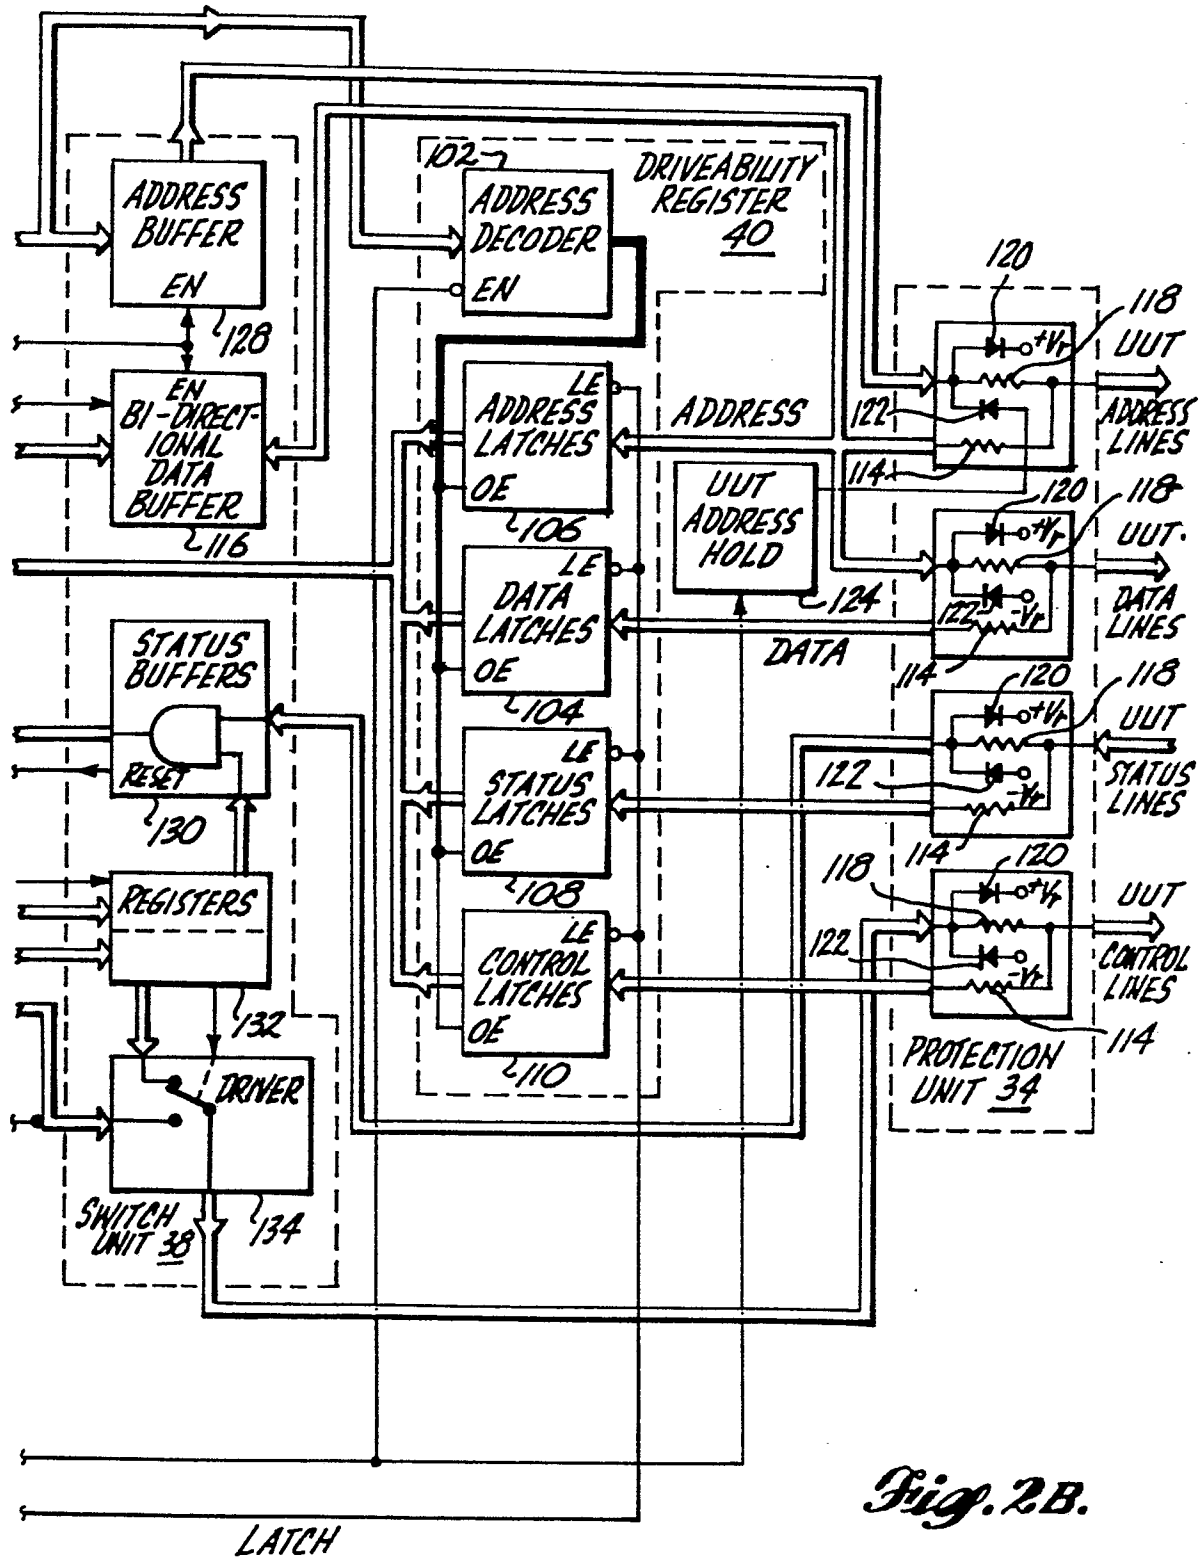 ADDRESS
BUFFER
EN
128
EN
BI-DIRECT-
IONAL
DATA
BUFFER
116
STATUS
BUFFERS
RESET
130
REGISTERS
132
DRIVER
134
SWITCH
UNIT 38
102
ADDRESS
DECODER
EN
DRIVEABILITY
REGISTER
40
LE
ADDRESS
LATCHES
OE
106
LE
DATA
LATCHES
OE
104
LE
STATUS
LATCHES
OE
108
LE
CONTROL
LATCHES
OE
110
ADDRESS
UUT
ADDRESS
HOLD
124
DATA
120
118
+Vr
122
114
UUT
ADDRESS
LINES
120
118
+Vr
122
-Vr
114
UUT
DATA
LINES
120
118
+Vr
122
-Vr
114
UUT
STATUS
LINES
118
120
+Vr
122
-Vr
114
UUT
CONTROL
LINES
PROTECTION
UNIT 34
LATCH
Fig. 2B.